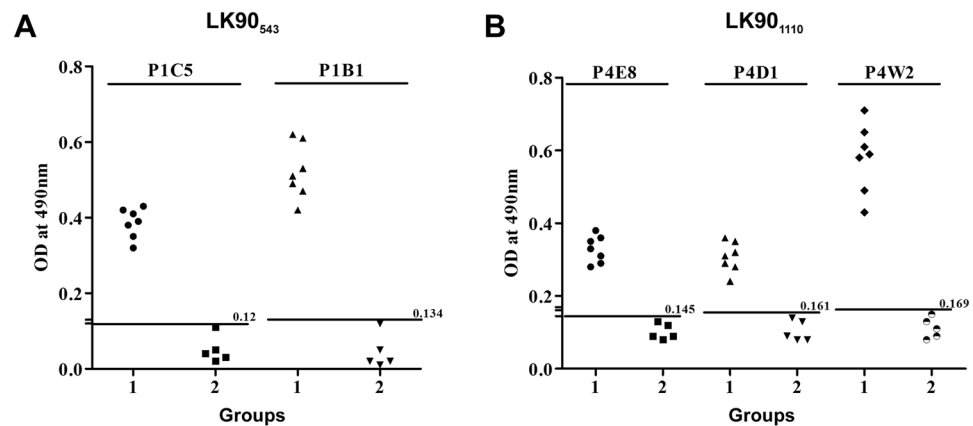 A
LK90543
P1C5
P1B1
OD at 490nm
0.8
0.6
0.4
0.2
0.0
0.12
0.134
1
2
1
2
Groups
B
LK901110
P4E8
P4D1
P4W2
OD at 490nm
0.8
0.6
0.4
0.2
0.0
0.145
0.161
0.169
1
2
1
2
1
2
Groups